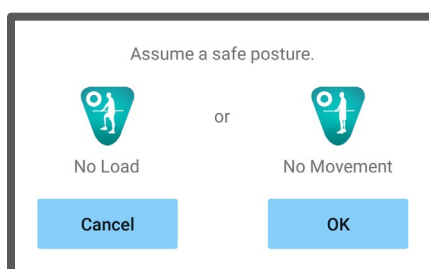 Assume a safe posture.
or
No Load
No Movement
Cancel
OK